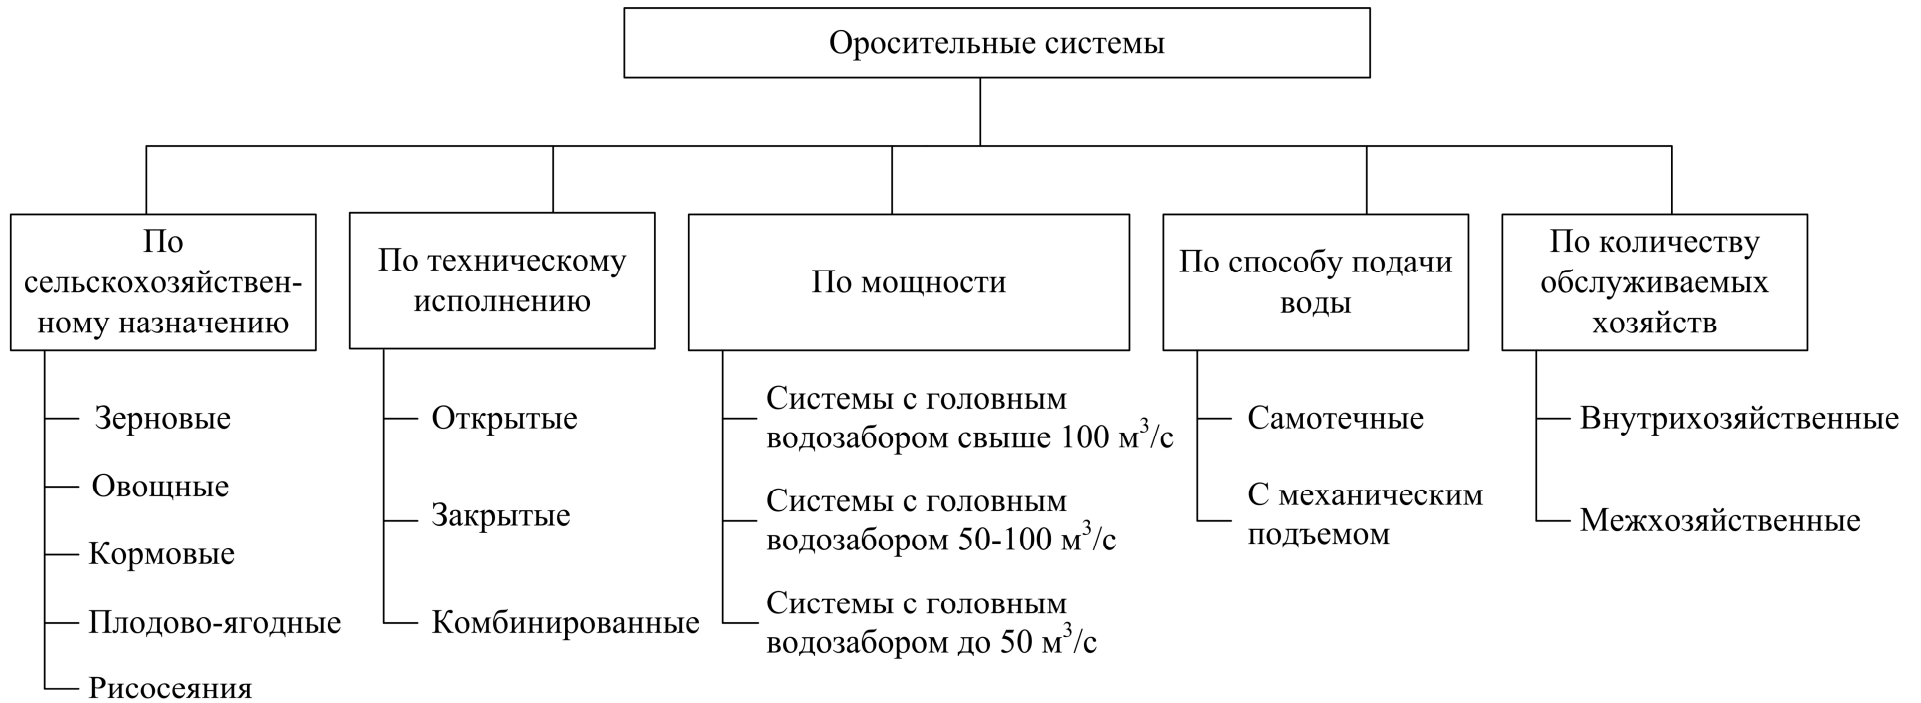 Оросительные системы
По
сельскохозяйствен-
ному назначению
Зерновые
Овощные
Кормовые
Плодово-ягодные
Рисосеяния
По техническому
исполнению
Открытые
Закрытые
Комбинированные
По мощности
Системы с головным
водозабором свыше 100 м³/с
Системы с головным
водозабором 50-100 м³/с
Системы с головным
водозабором до 50 м³/с
По способу подачи
воды
Самотечные
С механическим
подъемом
По количеству
обслуживаемых
хозяйств
Внутрихозяйственные
Межхозяйственные